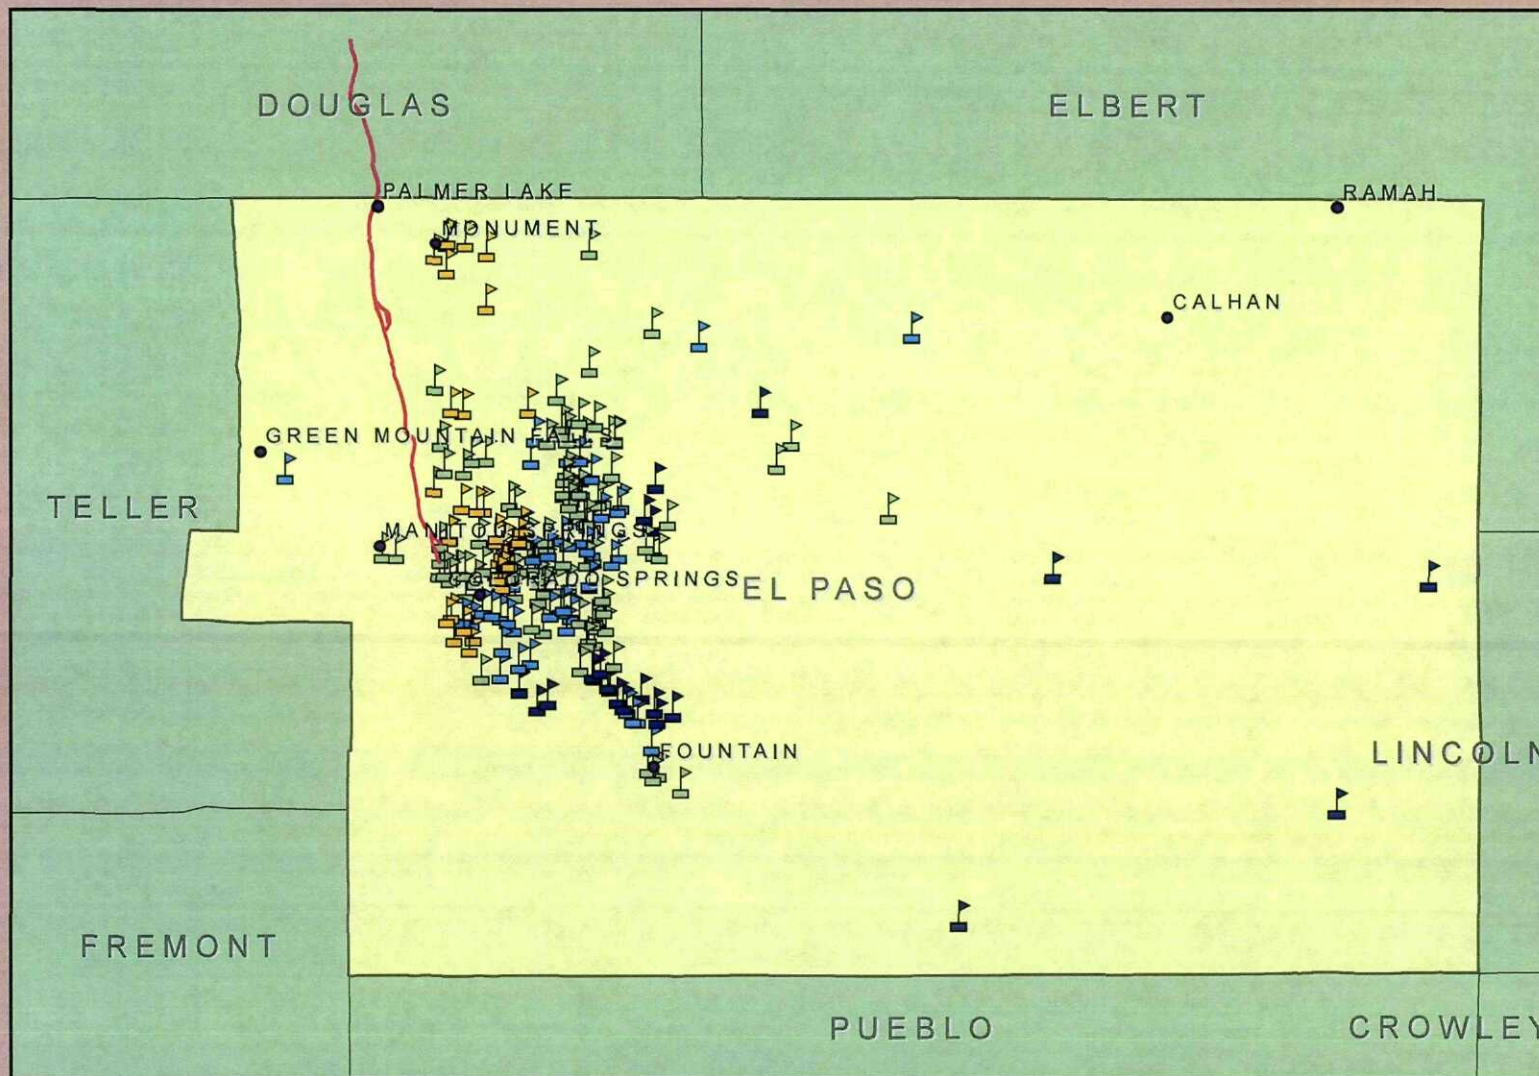 DOUGLAS
ELBERT
PALMER LAKE
RAMAH
MONUMENT
CALHAN
GREEN MOUNTAIN FALLS
TELLER
MANITOU SPRINGS
COLORADO SPRINGS
EL PASO
FOUNTAIN
LINCOLN
FREMONT
PUEBLO
CROWLEY